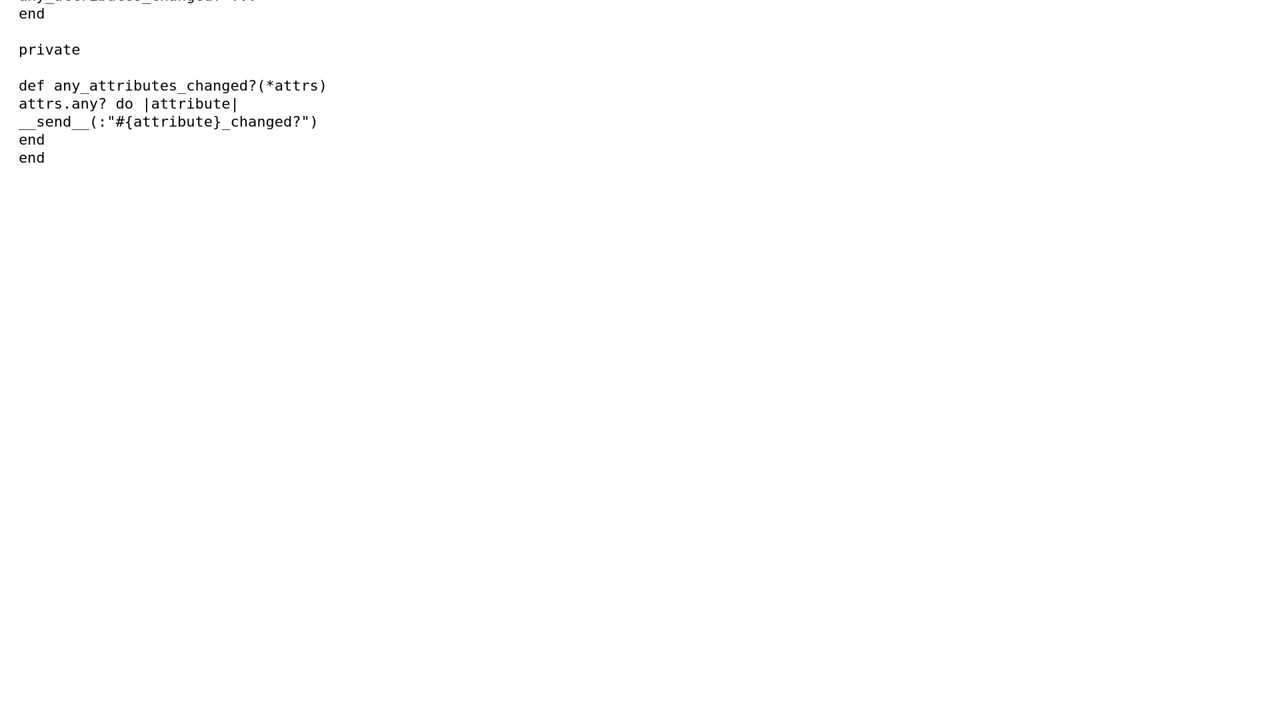 end
private
def any_attributes_changed?(*attrs)
attrs.any? do |attribute|
__send__(:"#{attribute}_changed?")
end
end